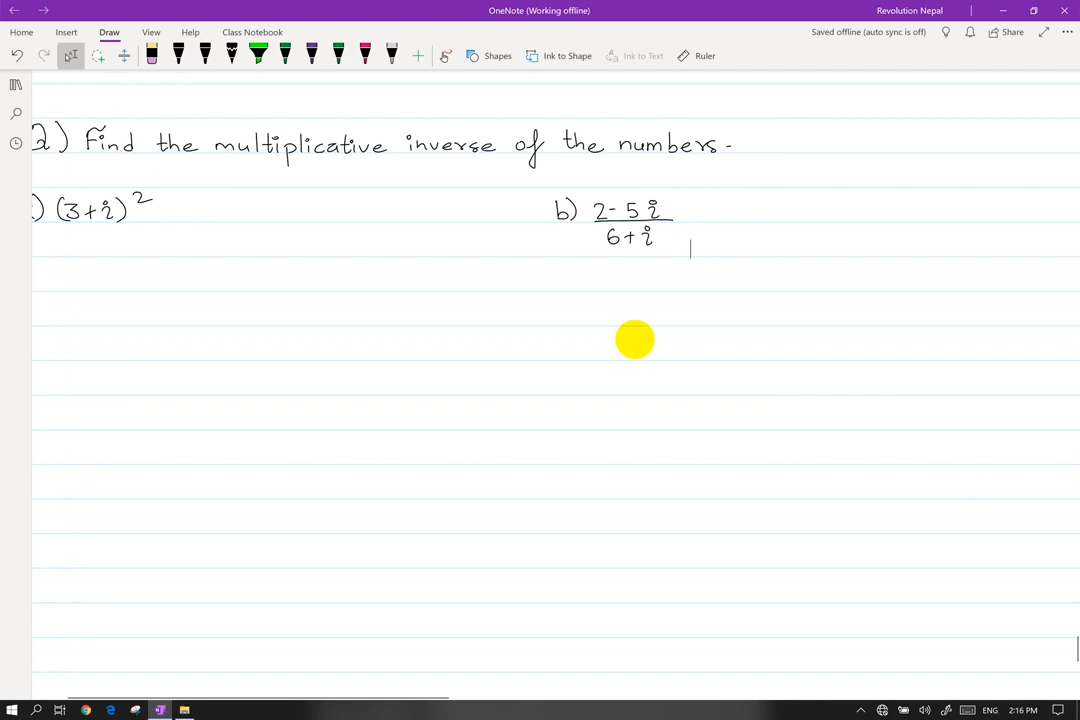 OneNote (Working offline)
Revolution Nepal
Home Insert Draw View Help Class Notebook
Saved offline (auto sync is off)
Share
Shapes
Ink to Shape
Ink to Text
Ruler
2) Find the multiplicative inverse of the numbers.
) (3+i)²
b) 2-5i
6+i
ENG 2:16 PM